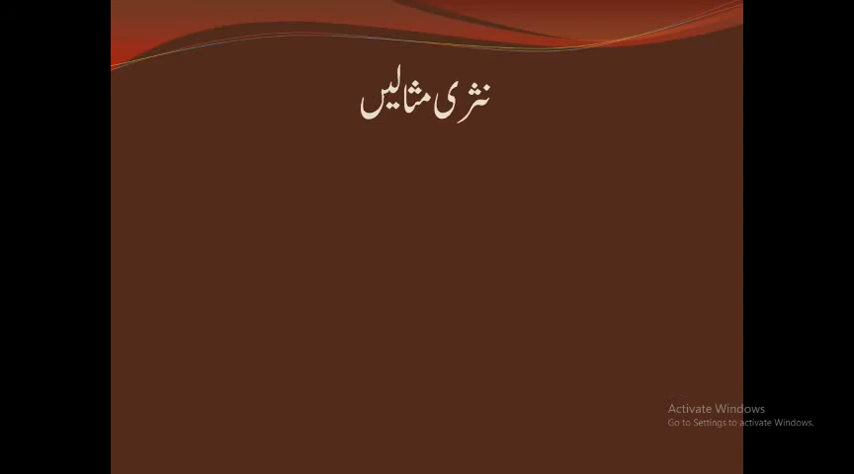 نثری مثالیں
Activate Windows
Go to Settings to activate Windows.